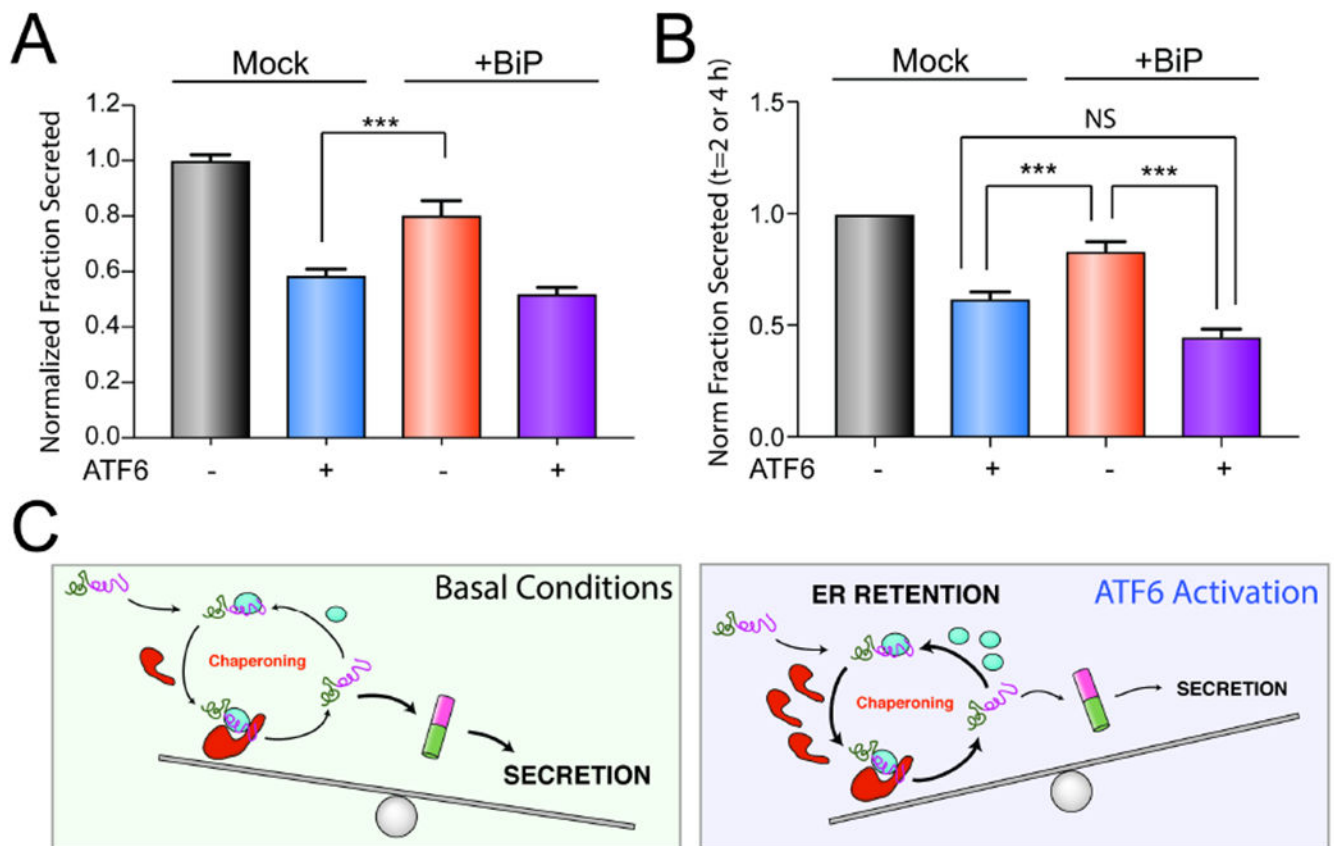 A
Mock
+BiP
Normalized Fraction Secreted
1.2
1.0
0.8
0.6
0.4
0.2
0.0
***
ATF6
-
+
-
+
B
Mock
+BiP
Norm Fraction Secreted (t=2 or 4 h)
1.5
1.0
0.5
0.0
NS
***
***
ATF6
-
+
-
+
C
Basal Conditions
Chaperoning
SECRETION
ER RETENTION
ATF6 Activation
Chaperoning
SECRETION